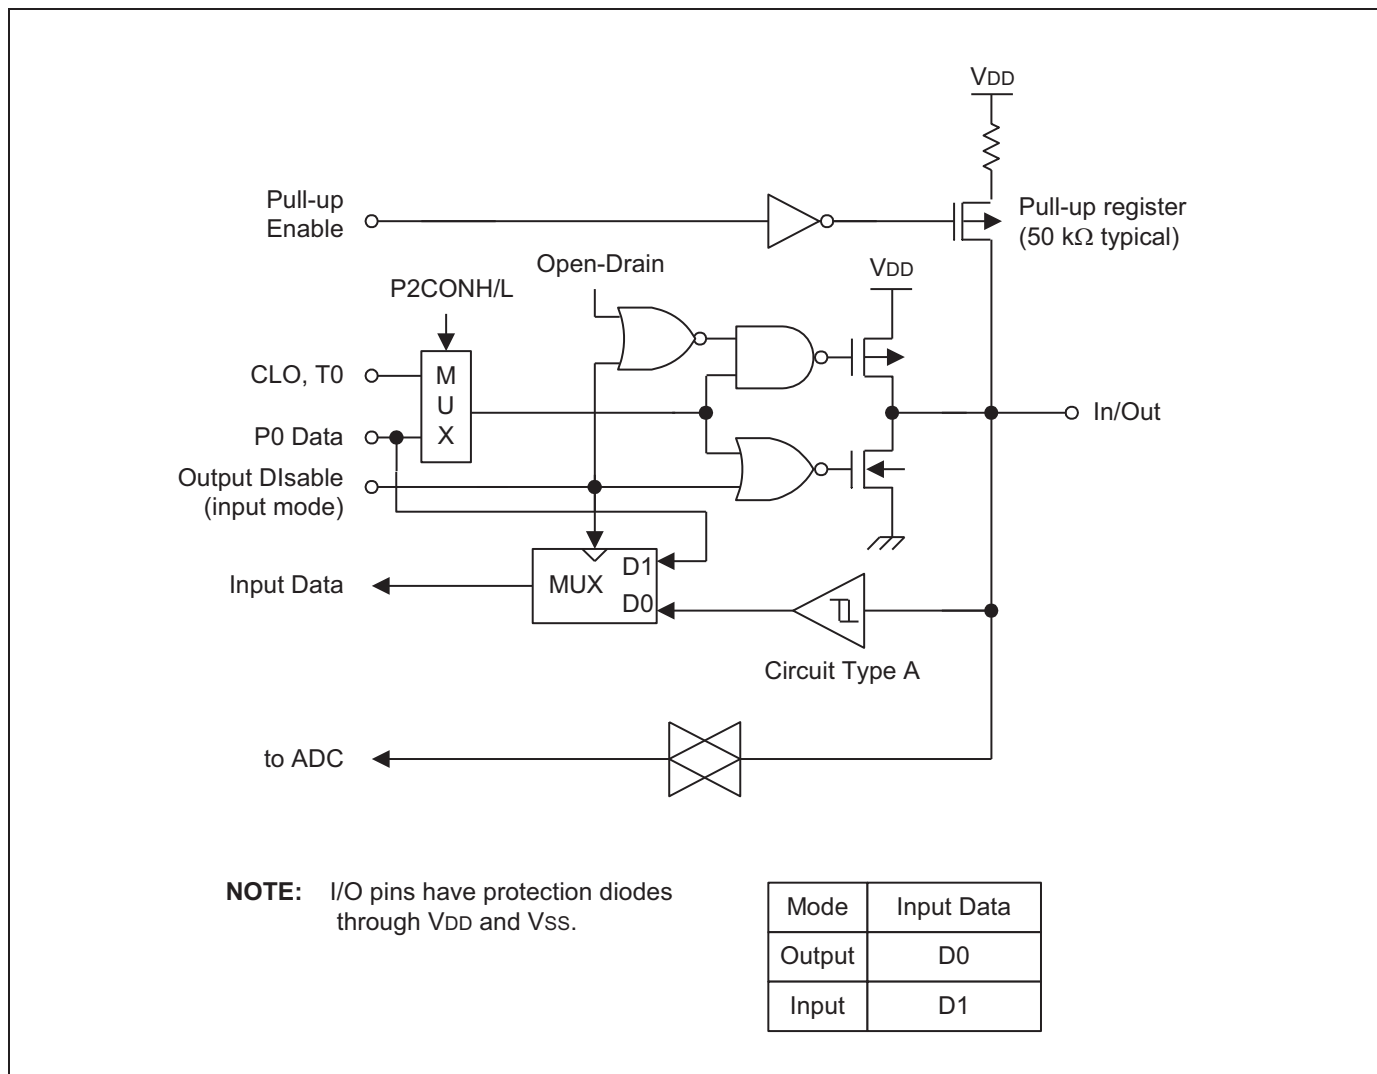 VDD
Pull-up
Enable
Pull-up register
(50 kΩ typical)
Open-Drain
VDD
P2CONH/L
CLO, T0
M
U
X
In/Out
P0 Data
Output DIsable
(input mode)
Input Data
MUX
D1
D0
Circuit Type A
to ADC
NOTE: I/O pins have protection diodes
through VDD and VSS.
Mode Input Data
Output D0
Input D1